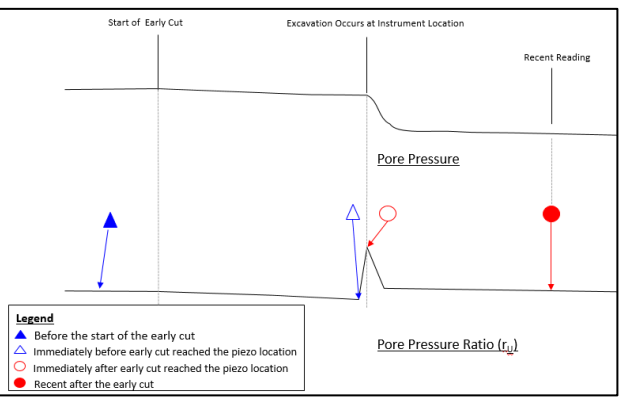 Start of Early Cut
Excavation Occurs at Instrument Location
Recent Reading
Pore Pressure
Legend
Before the start of the early cut
Immediately before early cut reached the piezo location
Immediately after early cut reached the piezo location
Recent after the early cut
Pore Pressure Ratio (rU)